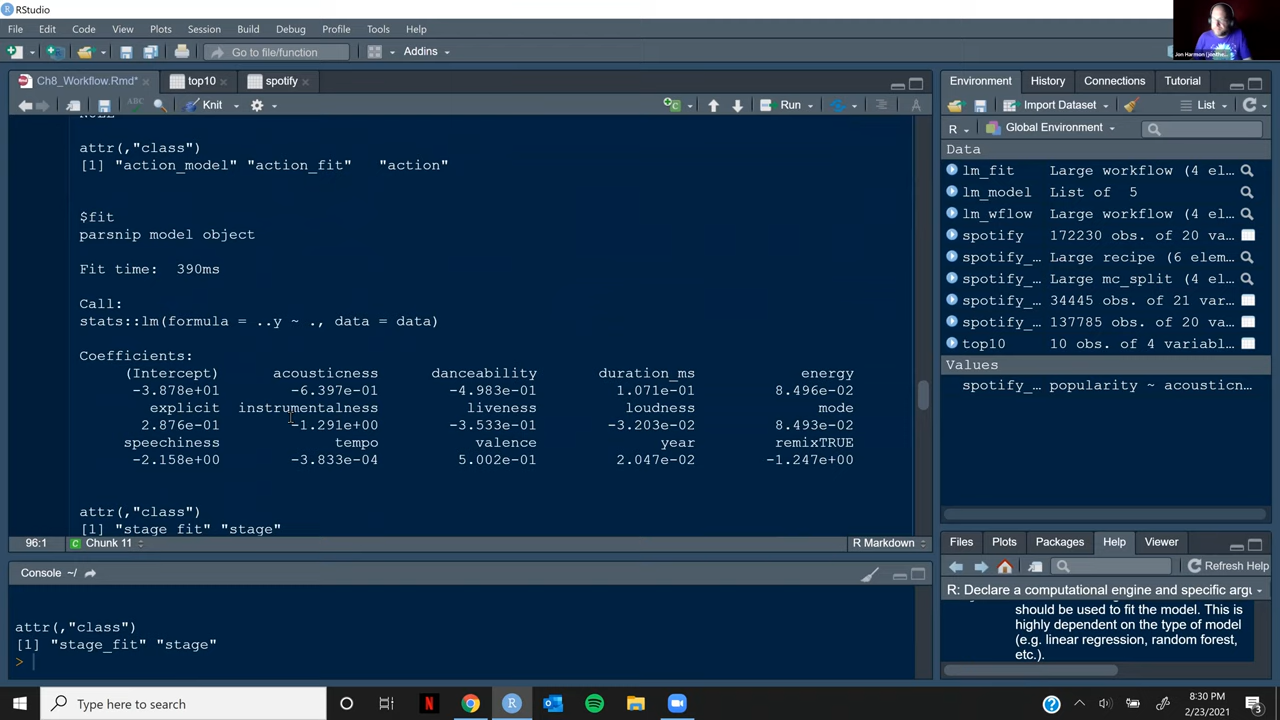 RStudio
File Edit Code View Plots Session Build Debug Profile Tools Help
Go to file/function Addins
Ch8_Workflow.Rmd* top10 spotify
Knit Run
NULL
attr(,"class")
[1] "action_model" "action_fit" "action"
$fit
parsnip model object
Fit time: 390ms
Call:
stats::lm(formula = ..y ~ ., data = data)
Coefficients:
(Intercept) acousticness danceability duration_ms energy
-3.878e+01 -6.397e-01 -4.983e-01 1.071e-01 8.496e-02
explicit instrumentalness liveness loudness mode
2.876e-01 -1.291e+00 -3.533e-01 -3.203e-02 8.493e-02
speechiness tempo valence year remixTRUE
-2.158e+00 -3.833e-04 5.002e-01 2.047e-02 -1.247e+00
attr(,"class")
[1] "stage_fit" "stage"
96:1 Chunk 11 R Markdown
Console ~/
attr(,"class")
[1] "stage_fit" "stage"
>
Environment History Connections Tutorial
Import Dataset List
R Global Environment
Data
lm_fit Large workflow (4 el…
lm_model List of 5
lm_wflow Large workflow (4 el…
spotify 172230 obs. of 20 va…
spotify_… Large recipe (6 elem…
spotify_… Large mc_split (4 el…
spotify_… 34445 obs. of 21 var…
spotify_… 137785 obs. of 20 var…
top10 10 obs. of 4 variabl…
Values
spotify_… popularity ~ acousticn…
Files Plots Packages Help Viewer
Refresh Help
R: Declare a computational engine and specific argu
should be used to fit the model. This is
highly dependent on the type of model
(e.g. linear regression, random forest,
etc.).
Type here to search
8:30 PM
2/23/2021
3
Jon Harmon